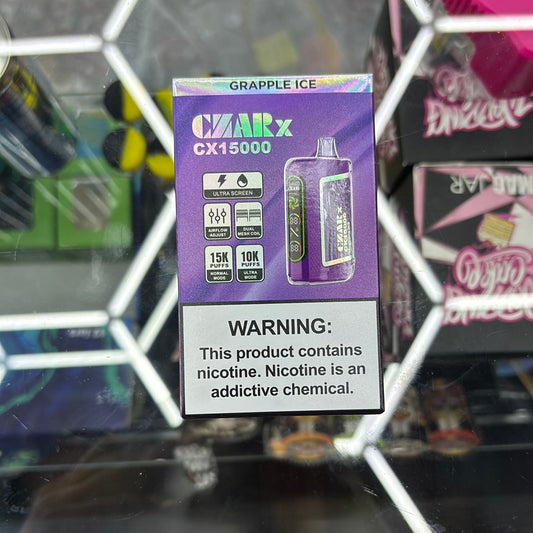 GRAPPLE ICE
CZARx
CX15000
ULTRA SCREEN
AIRFLOW
ADJUST
DUAL
MESH COIL
15K
PUFFS
NORMAL
MODE
10K
PUFFS
ULTRA
MODE
WARNING:
This product contains
nicotine. Nicotine is an
addictive chemical.